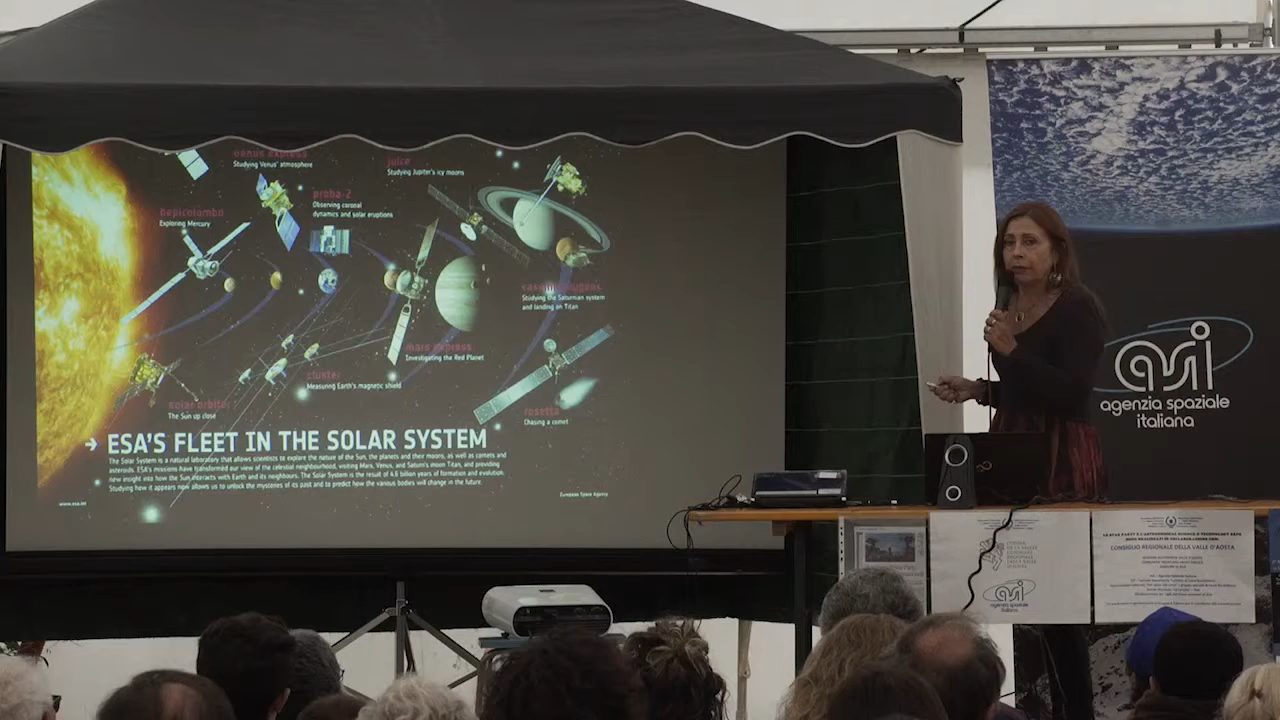 venus express
Studying Venus' atmosphere
juice
Studying Jupiter's icy moons
proba-2
Observing coronal
dynamics and solar eruptions
bepicolombo
Exploring Mercury
Studying the Saturnian system
and landing on Titan
mars express
Investigating the Red Planet
cluster
Measuring Earth's magnetic shield
solar orbiter
The Sun up close
rosetta
Chasing a comet
→ ESA'S FLEET IN THE SOLAR SYSTEM
The Solar System is a natural laboratory that allows scientists to explore the nature of the Sun, the planets and their moons, as well as comets and
asteroids. ESA's missions have transformed our view of the celestial neighbourhood, visiting Mars, Venus, and Saturn's moon Titan, and providing
new insight into how the Sun interacts with Earth and its neighbours. The Solar System is the result of 4.6 billion years of formation and evolution.
Studying how it appears now allows us to unlock the mysteries of its past and to predict how the various bodies will change in the future
www.esa.int
European Space Agency
asi
agenzia spaziale
italiana
asi
agenzia spaziale
italiana
CONSIGLIO REGIONALE DELLA VALLE D'AOSTA